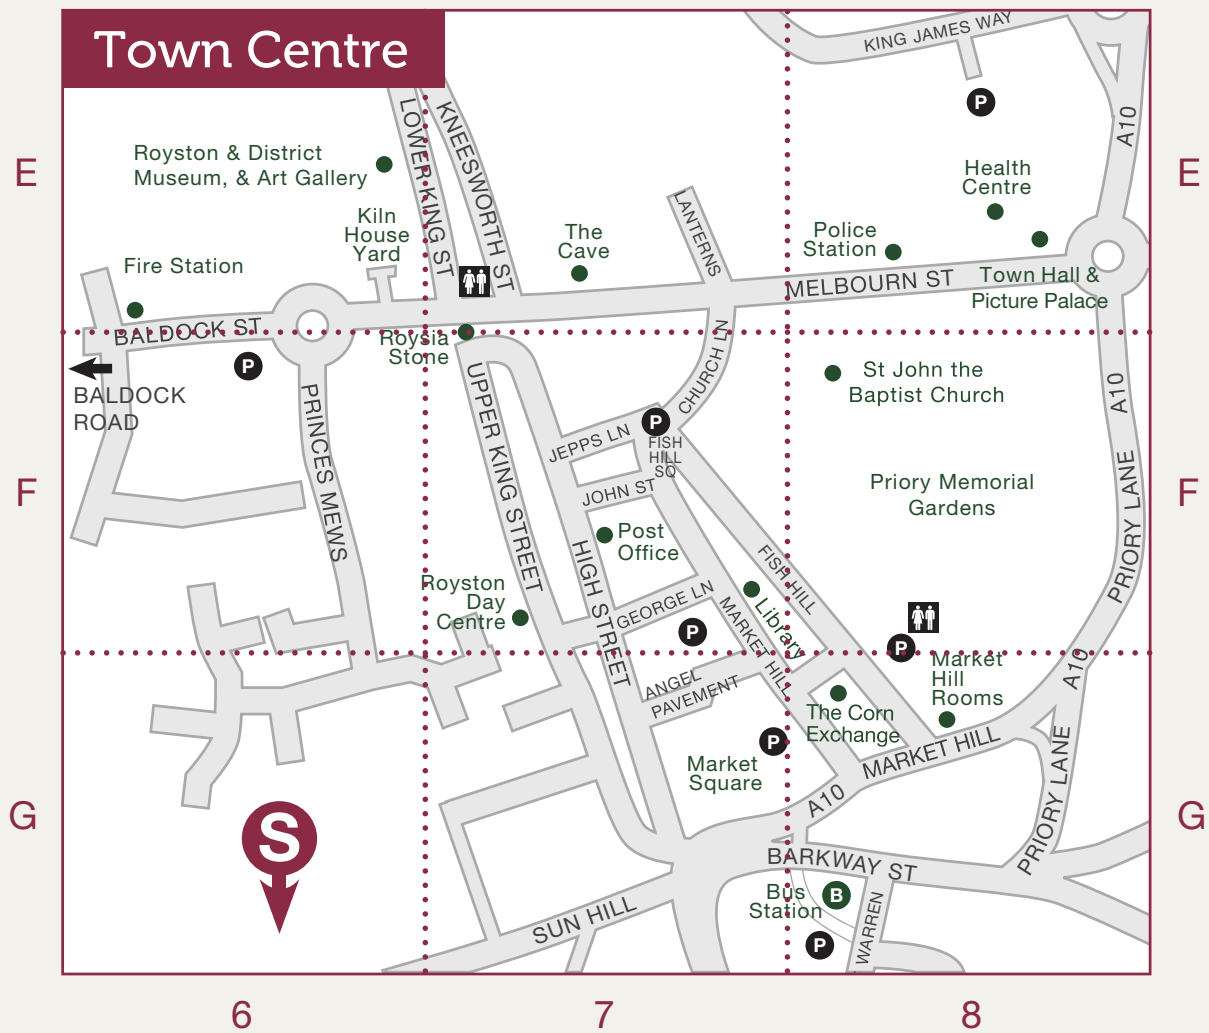 Town Centre
KING JAMES WAY
P
A10
E
E
LOWER KING ST
KNEESWORTH ST
Royston & District
Museum, & Art Gallery
Health
Centre
Kiln
House
Yard
LANTERNS
The
Cave
Police
Station
Fire Station
Town Hall &
Picture Palace
MELBOURN ST
BALDOCK ST
Roysia
Stone
CHURCH LN
P
BALDOCK
ROAD
St John the
Baptist Church
A10
PRINCES MEWS
UPPER KING STREET
P
JEPPS LN
FISH
HILL
SQ
F
F
JOHN ST
Priory Memorial
Gardens
PRIORY LANE
Post
Office
HIGH STREET
FISH HILL
Royston
Day
Centre
GEORGE LN
MARKET HILL
Library
P
P
Market
Hill
Rooms
A10
ANGEL
PAVEMENT
The Corn
Exchange
MARKET HILL
P
Market
Square
A10
PRIORY LANE
G
G
S
BARKWAY ST
Bus
Station
B
SUN HILL
WARREN
P
6
7
8